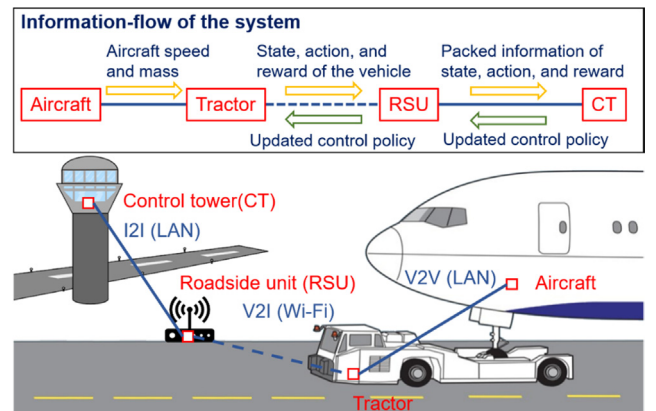 Information-flow of the system
Aircraft speed
and mass
State, action, and
reward of the vehicle
Packed information of
state, action, and reward
Aircraft
Tractor
RSU
CT
Updated control policy
Updated control policy
Control tower(CT)
I2I (LAN)
Roadside unit (RSU)
V2I (Wi-Fi)
V2V (LAN)
Aircraft
Tractor